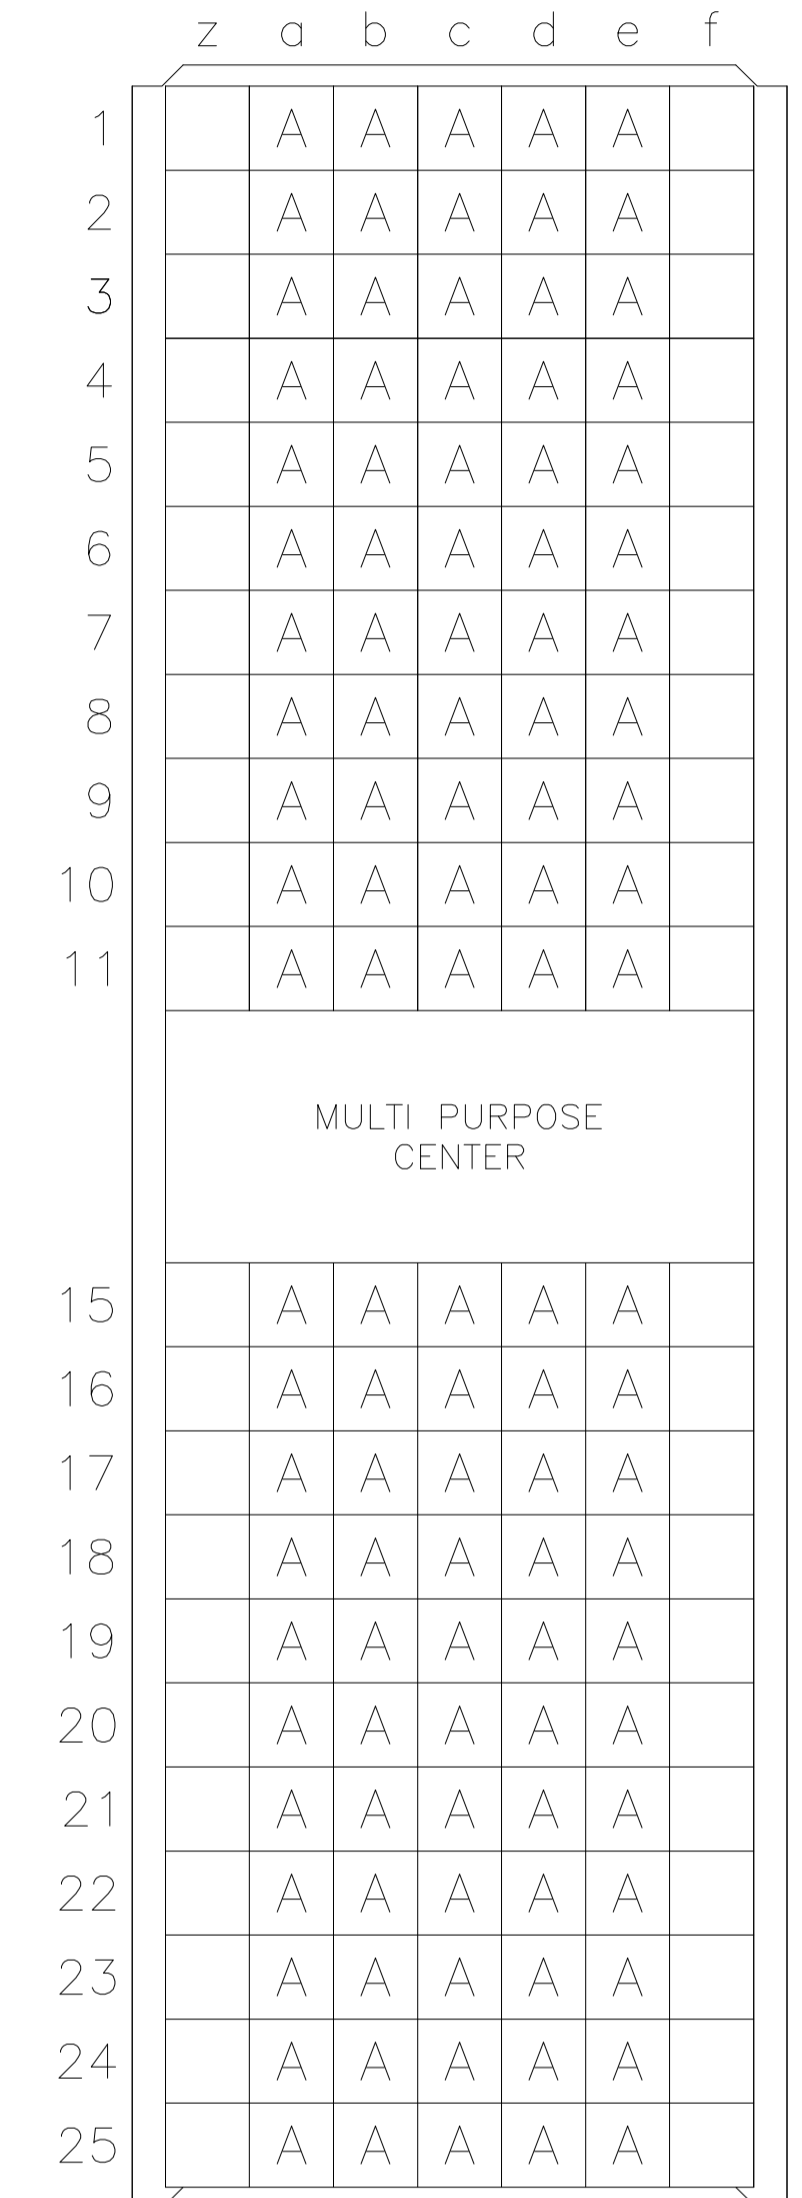 z a b c d e f
1 A A A A A
2 A A A A A
3 A A A A A
4 A A A A A
5 A A A A A
6 A A A A A
7 A A A A A
8 A A A A A
9 A A A A A
10 A A A A A
11 A A A A A
MULTI PURPOSE
CENTER
15 A A A A A
16 A A A A A
17 A A A A A
18 A A A A A
19 A A A A A
20 A A A A A
21 A A A A A
22 A A A A A
23 A A A A A
24 A A A A A
25 A A A A A